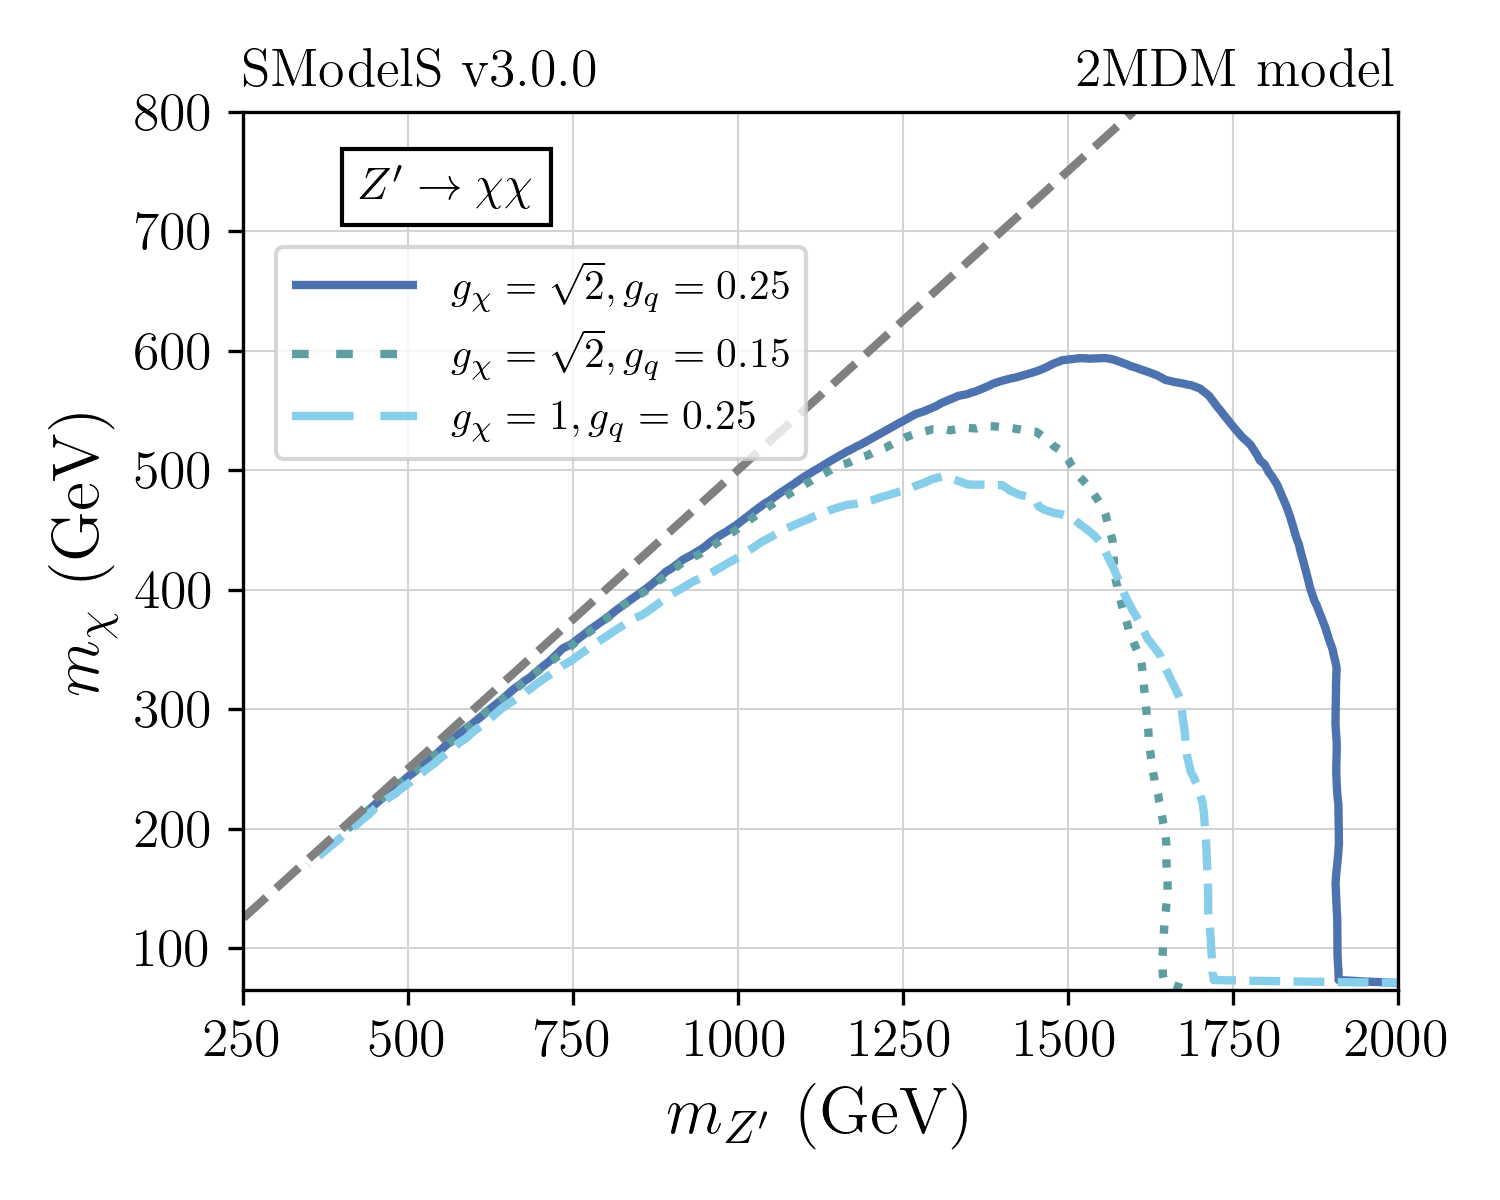 SModelS v3.0.0
2MDM model
Z′ → χχ
g_χ = √2, g_q = 0.25
g_χ = √2, g_q = 0.15
g_χ = 1, g_q = 0.25
800
700
600
500
400
300
200
100
m_χ (GeV)
250 500 750 1000 1250 1500 1750 2000
m_Z′ (GeV)